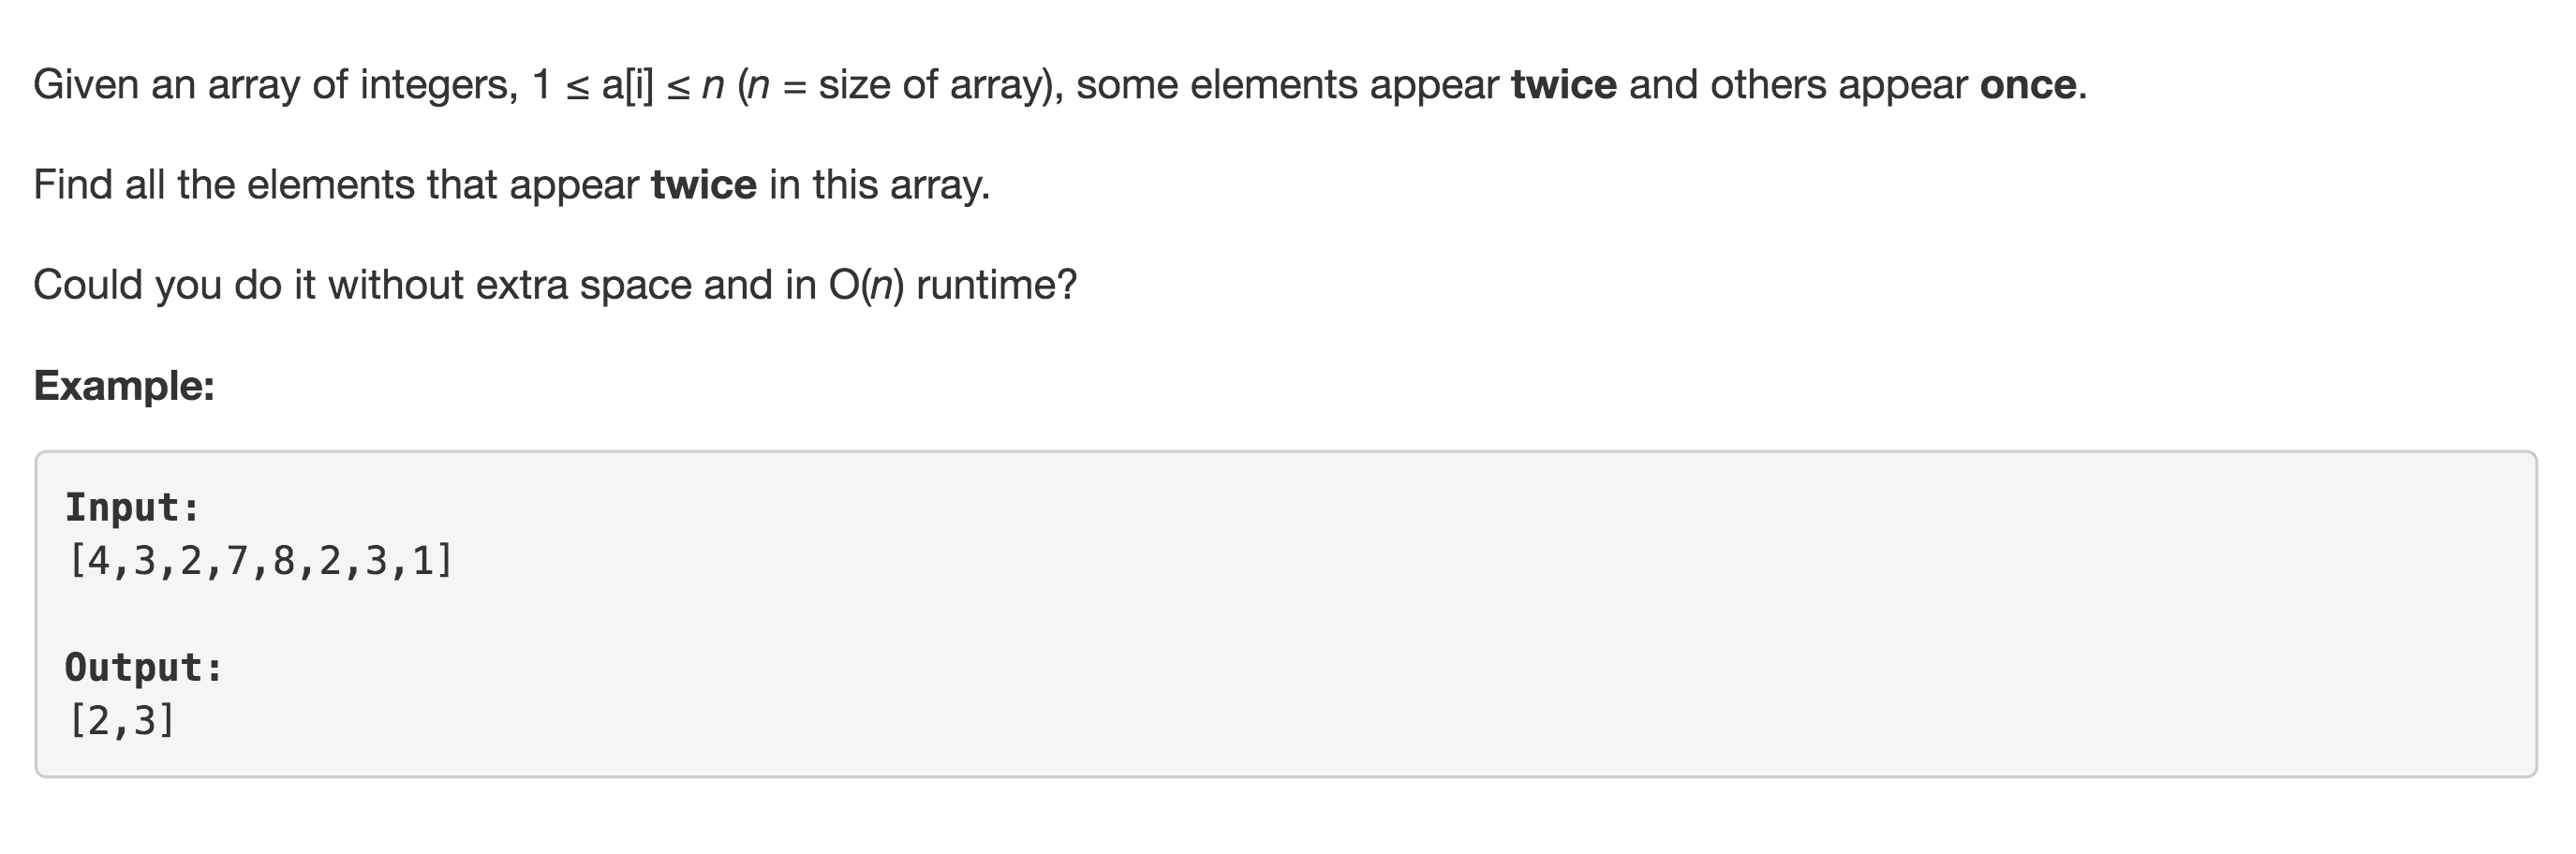 Given an array of integers, 1 ≤ a[i] ≤ n (n = size of array), some elements appear twice and others appear once.
Find all the elements that appear twice in this array.
Could you do it without extra space and in O(n) runtime?
Example:
Input:
[4,3,2,7,8,2,3,1]
Output:
[2,3]